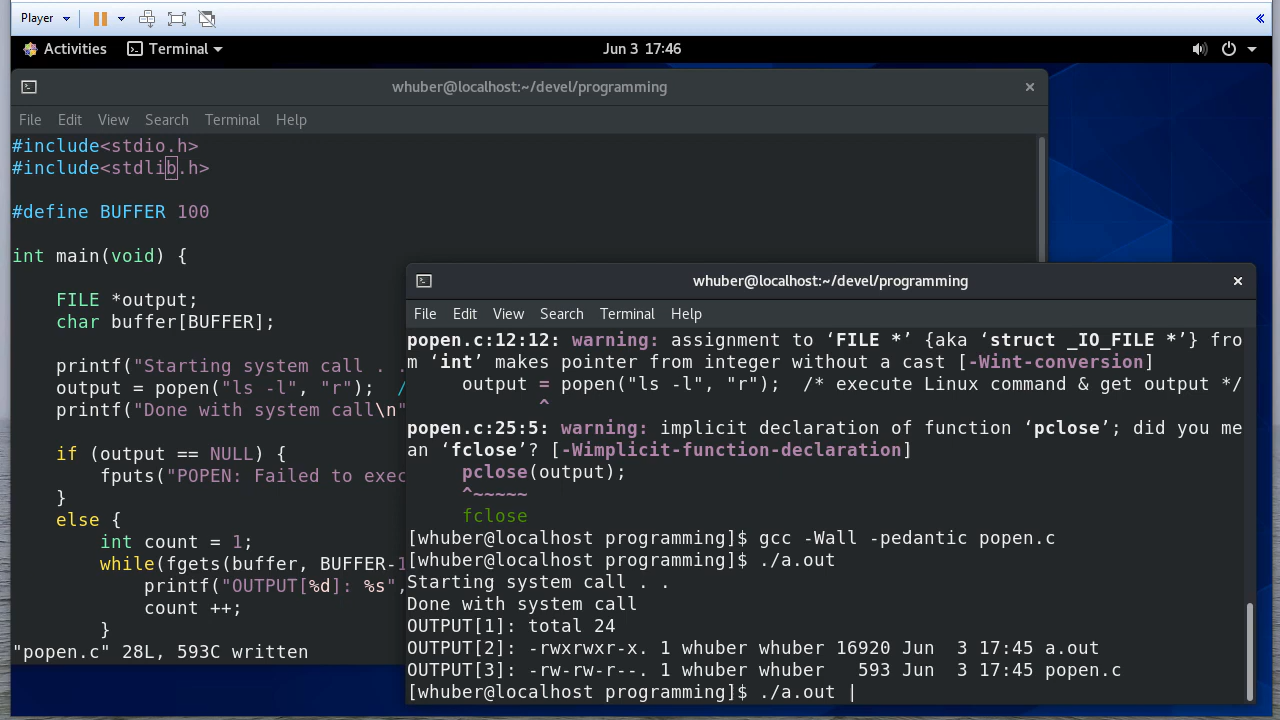 Player
Activities Terminal Jun 3 17:46
whuber@localhost:~/devel/programming
File Edit View Search Terminal Help
#include<stdio.h>
#include<stdlib.h>
#define BUFFER 100
int main(void) {
FILE *output;
char buffer[BUFFER];
printf("Starting system call . .
output = popen("ls -l", "r"); /
printf("Done with system call\n"
if (output == NULL) {
fputs("POPEN: Failed to exec
}
else {
int count = 1;
while(fgets(buffer, BUFFER-1
printf("OUTPUT[%d]: %s",
count ++;
}
"popen.c" 28L, 593C written
whuber@localhost:~/devel/programming
File Edit View Search Terminal Help
popen.c:12:12: warning: assignment to ‘FILE *’ {aka ‘struct _IO_FILE *’} fro
m ‘int’ makes pointer from integer without a cast [-Wint-conversion]
output = popen("ls -l", "r"); /* execute Linux command & get output */
^
popen.c:25:5: warning: implicit declaration of function ‘pclose’; did you me
an ‘fclose’? [-Wimplicit-function-declaration]
pclose(output);
^~~~~~
fclose
[whuber@localhost programming]$ gcc -Wall -pedantic popen.c
[whuber@localhost programming]$ ./a.out
Starting system call . .
Done with system call
OUTPUT[1]: total 24
OUTPUT[2]: -rwxrwxr-x. 1 whuber whuber 16920 Jun  3 17:45 a.out
OUTPUT[3]: -rw-rw-r--. 1 whuber whuber   593 Jun  3 17:45 popen.c
[whuber@localhost programming]$ ./a.out |